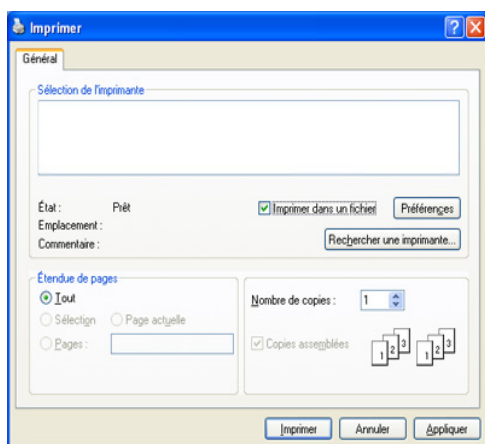 Imprimer
Général
Sélection de l'imprimante
État : Prêt
Imprimer dans un fichier
Préférences
Emplacement :
Commentaire :
Rechercher une imprimante...
Étendue de pages
Tout
Sélection
Page actuelle
Pages :
Nombre de copies : 1
Copies assemblées
1 2 3 1 2 3
Imprimer
Annuler
Appliquer